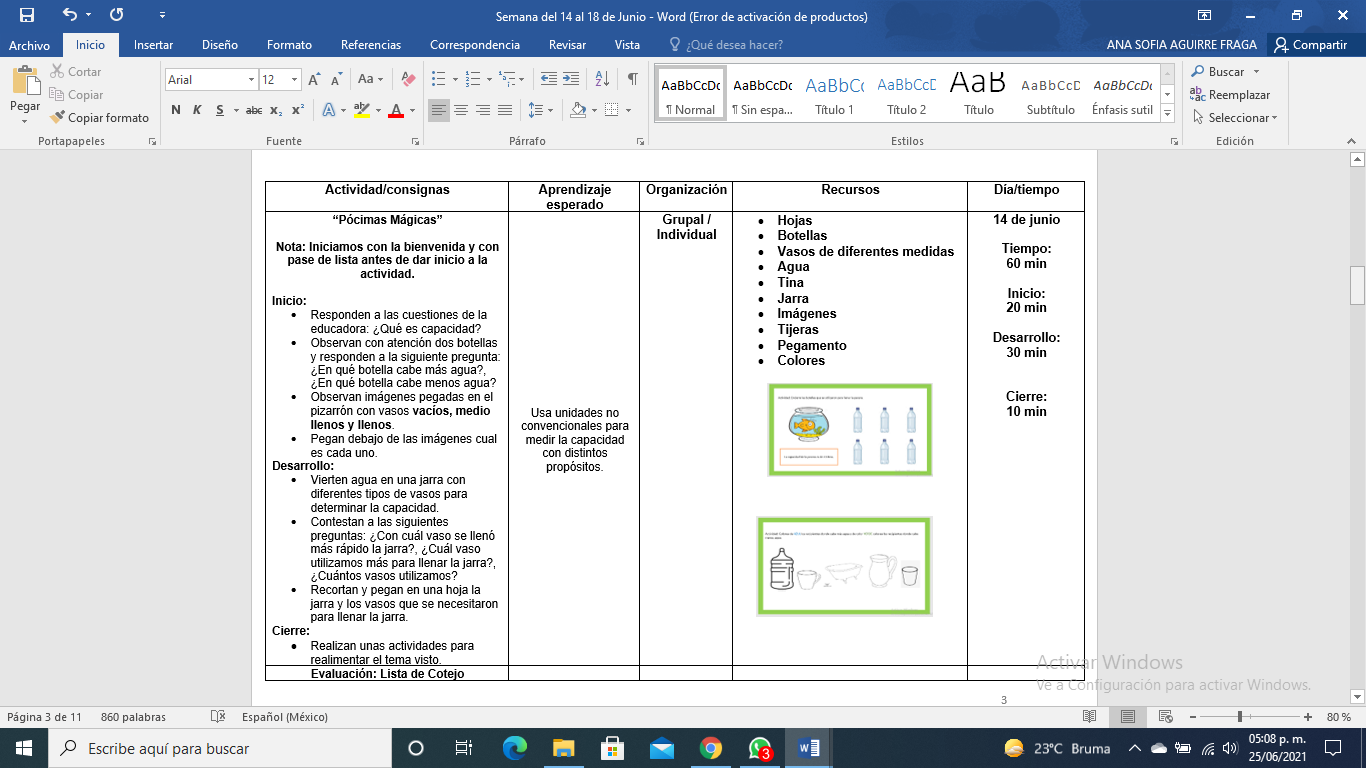 Semana del 14 al 18 de Junio - Word (Error de activación de productos)
Archivo Inicio Insertar Diseño Formato Referencias Correspondencia Revisar Vista ¿Qué desea hacer? ANA SOFIA AGUIRRE FRAGA Compartir
Pegar
Cortar
Copiar
Copiar formato
Portapapeles
Arial 12
Fuente
Párrafo
AaBbCcDc AaBbCcDc AaBbCc AaBbCcD AaB AaBbCcD AaBbCcDc
¶ Normal ¶ Sin espa... Título 1 Título 2 Título Subtítulo Énfasis sutil
Estilos
Buscar
Reemplazar
Seleccionar
Edición
Actividad/consignas
Aprendizaje
esperado
Organización
Recursos
Día/tiempo
“Pócimas Mágicas”
Nota: Iniciamos con la bienvenida y con
pase de lista antes de dar inicio a la
actividad.
Inicio:
• Responden a las cuestiones de la
educadora: ¿Qué es capacidad?
• Observan con atención dos botellas
y responden a la siguiente pregunta:
¿En qué botella cabe más agua?,
¿En qué botella cabe menos agua?
• Observan imágenes pegadas en el
pizarrón con vasos vacíos, medio
llenos y llenos.
• Pegan debajo de las imágenes cual
es cada uno.
Desarrollo:
• Vierten agua en una jarra con
diferentes tipos de vasos para
determinar la capacidad.
• Contestan a las siguientes
preguntas: ¿Con cuál vaso se llenó
más rápido la jarra?, ¿Cuál vaso
utilizamos más para llenar la jarra?,
¿Cuántos vasos utilizamos?
• Recortan y pegan en una hoja la
jarra y los vasos que se necesitaron
para llenar la jarra.
Cierre:
• Realizan unas actividades para
realimentar el tema visto.
Evaluación: Lista de Cotejo
Usa unidades no
convencionales para
medir la capacidad
con distintos
propósitos.
Grupal /
Individual
• Hojas
• Botellas
• Vasos de diferentes medidas
• Agua
• Tina
• Jarra
• Imágenes
• Tijeras
• Pegamento
• Colores
14 de junio
Tiempo:
60 min
Inicio:
20 min
Desarrollo:
30 min
Cierre:
10 min
3
Activar Windows
Ve a Configuración para activar Windows.
Página 3 de 11 860 palabras Español (México) 80 %
Escribe aquí para buscar
3
23°C Bruma
05:08 p. m.
25/06/2021